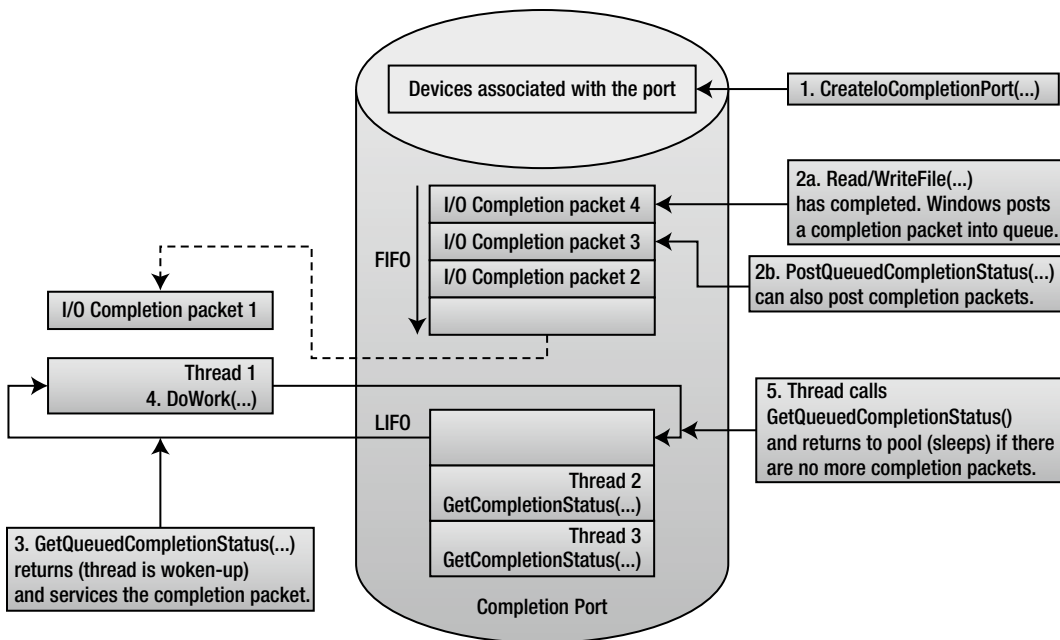 Devices associated with the port
1. CreateIoCompletionPort(...)
2a. Read/WriteFile(...)
has completed. Windows posts
a completion packet into queue.
I/O Completion packet 4
I/O Completion packet 3
FIFO
I/O Completion packet 2
2b. PostQueuedCompletionStatus(...)
can also post completion packets.
I/O Completion packet 1
Thread 1
4. DoWork(...)
5. Thread calls
GetQueuedCompletionStatus()
and returns to pool (sleeps) if there
are no more completion packets.
LIFO
Thread 2
GetCompletionStatus(...)
Thread 3
GetCompletionStatus(...)
3. GetQueuedCompletionStatus(...)
returns (thread is woken-up)
and services the completion packet.
Completion Port